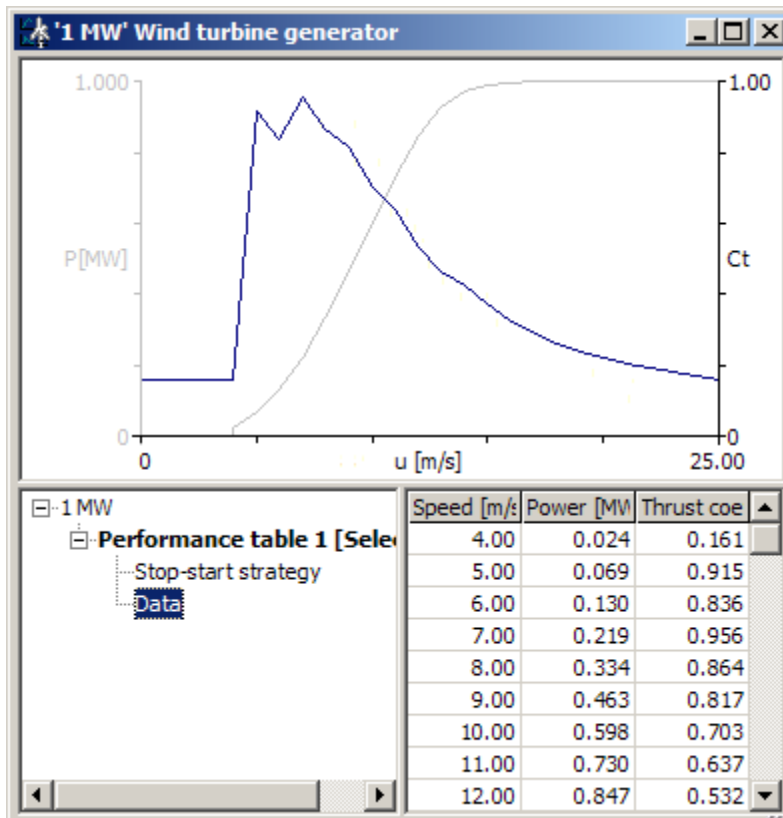 '1 MW' Wind turbine generator
1.000
1.00
P[MW]
Ct
0
0
0
u [m/s]
25.00
1 MW
Performance table 1 [Selec
Stop-start strategy
Data
Speed [m/s Power [MW Thrust coe
4.00 0.024 0.161
5.00 0.069 0.915
6.00 0.130 0.836
7.00 0.219 0.956
8.00 0.334 0.864
9.00 0.463 0.817
10.00 0.598 0.703
11.00 0.730 0.637
12.00 0.847 0.532